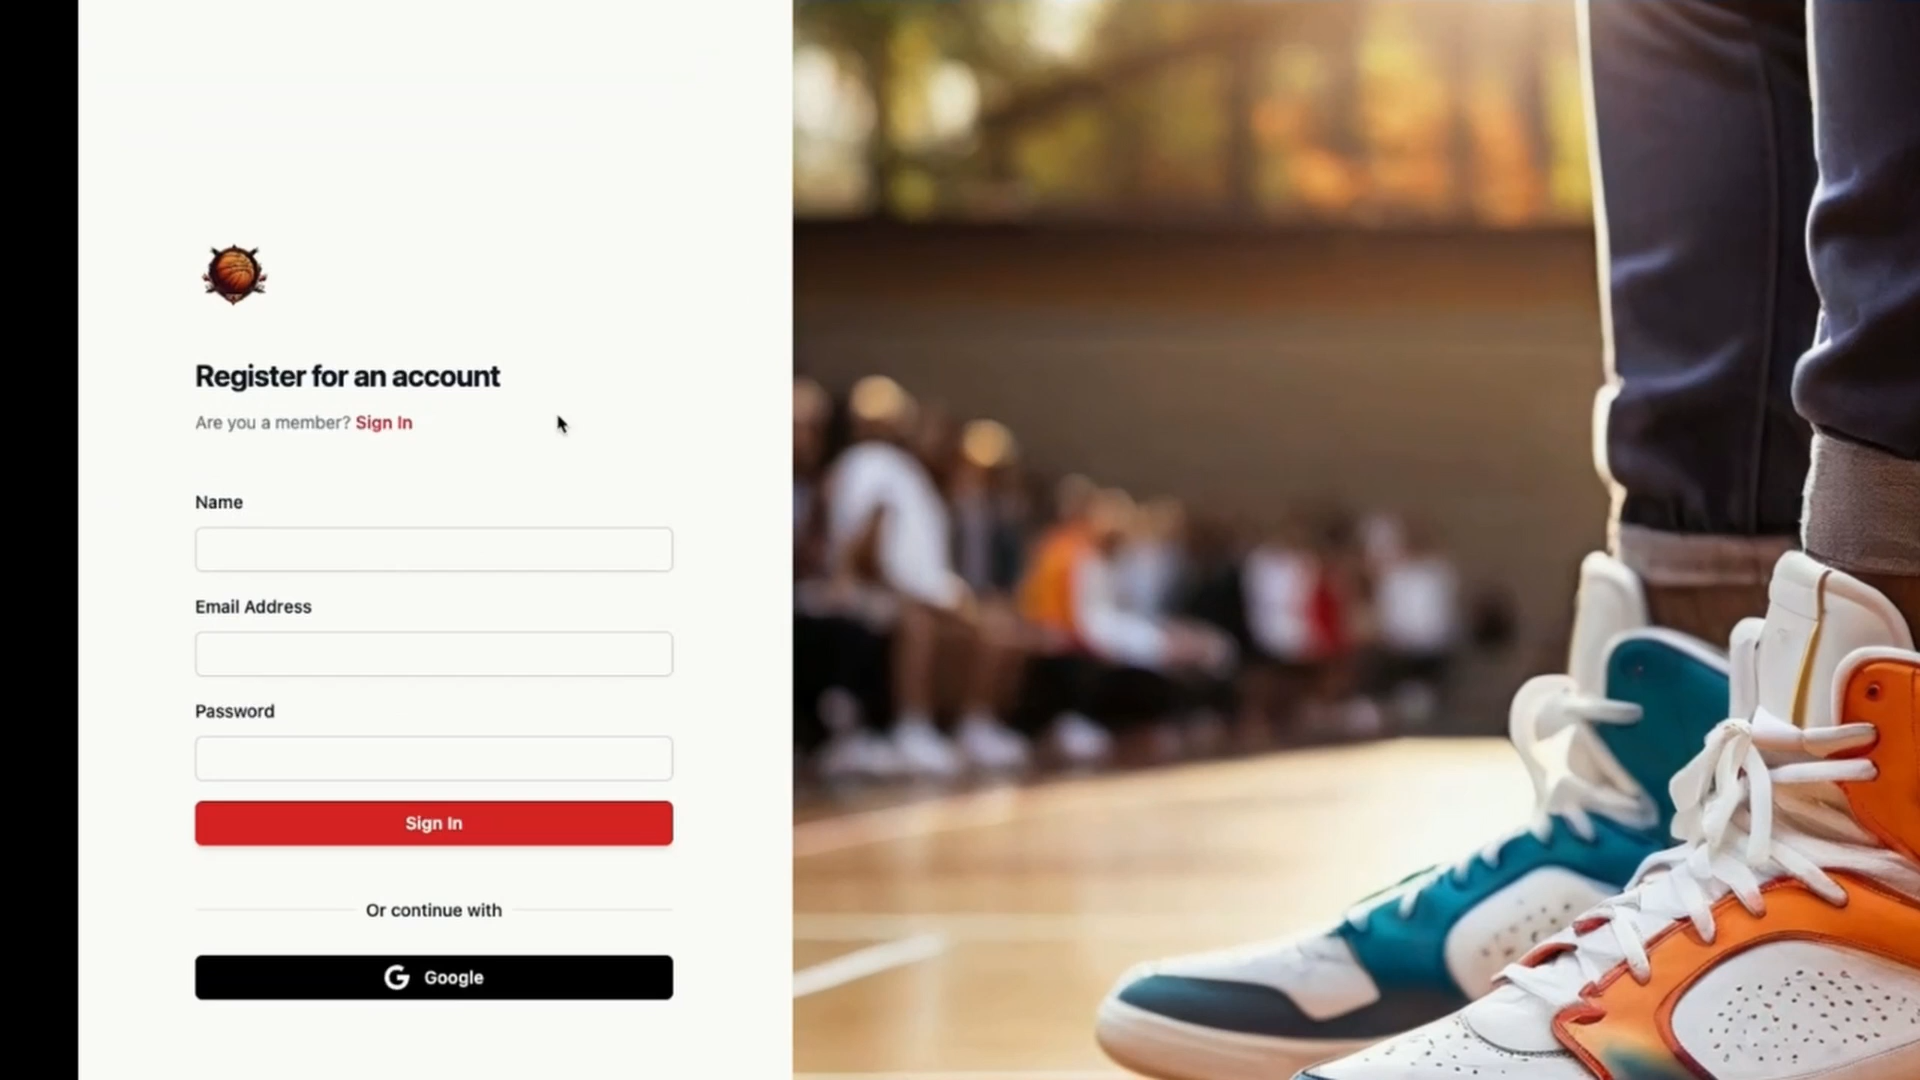 Register for an account
Are you a member? Sign In
Name
Email Address
Password
Sign In
Or continue with
Google